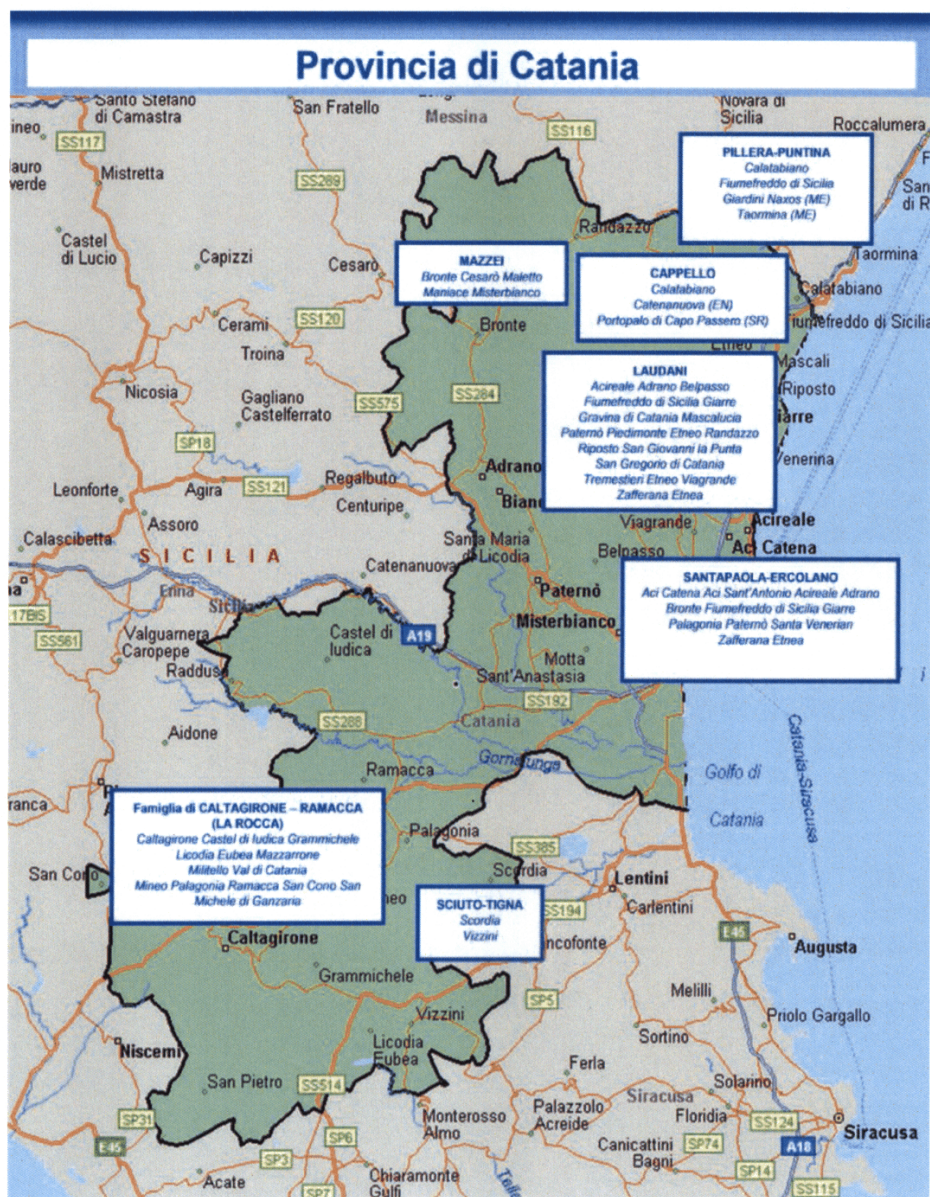 Provincia di Catania
Santo Stefano
di Camastra
San Fratello
Messina
Novara di
Sicilia
Roccalumera
SS117
SS116
Mistretta
SS289
PILLERA-PUNTINA
Calatabiano
Fiumefreddo di Sicilia
Giardini Naxos (ME)
Taormina (ME)
Castel
di Lucio
Capizzi
Cesarò
Randazzo
Taormina
MAZZEI
Bronte Cesarò Maletto
Maniace Misterbianco
CAPPELLO
Calatabiano
Catenanuova (EN)
Portopalo di Capo Passero (SR)
Calatabiano
Cerami
SS120
Troina
Bronte
Fiumefreddo di Sicilia
Etneo
Mascali
Nicosia
Gagliano
Castelferrato
SS575
SS284
Riposto
LAUDANI
Acireale Adrano Belpasso
Fiumefreddo di Sicilia Giarre
Gravina di Catania Mascalucia
Paternò Piedimonte Etneo Randazzo
Riposto San Giovanni la Punta
San Gregorio di Catania
Tremestieri Etneo Viagrande
Zafferana Etnea
Giarre
SP18
Venerina
Leonforte
Agira
SS121
Regalbuto
Adrano
Centuripe
Assoro
Calascibetta
Viagrande
Acireale
Aci Catena
Santa Maria
di Licodia
Belpasso
SICILIA
Catenanuova
Enna
Sicilia
Paternò
SANTAPAOLA-ERCOLANO
Aci Catena Aci Sant'Antonio Acireale Adrano
Bronte Fiumefreddo di Sicilia Giarre
Palagonia Paternò Santa Venerian
Zafferana Etnea
17BIS
SS561
Valguarnera
Caropepe
Castel di
Iudica
A19
Misterbianco
Motta
Sant'Anastasia
Raddusa
SS192
SS288
Catania
Aidone
Gornalunga
Ramacca
Golfo di
Catania
Catania-Siracusa
Famiglia di CALTAGIRONE – RAMACCA
(LA ROCCA)
Caltagirone Castel di Iudica Grammichele
Licodia Eubea Mazzarrone
Militello Val di Catania
Mineo Palagonia Ramacca San Cono San
Michele di Ganzaria
Palagonia
SS385
San Cono
Scordia
Lentini
Carlentini
SCIUTO-TIGNA
Scordia
Vizzini
SS194
Caltagirone
E45
Augusta
Grammichele
SP5
Melilli
Vizzini
Sortino
Priolo Gargallo
Niscemi
Licodia
Eubea
Ferla
San Pietro
SS514
Siracusa
Solarino
Floridia
SS124
Siracusa
SP31
Monterosso
Almo
Palazzolo
Acreide
E45
SP6
Canicattini
Bagni
SP74
A18
SP3
Acate
Chiaramonte
Gulfi
SP14
SP7
SS115